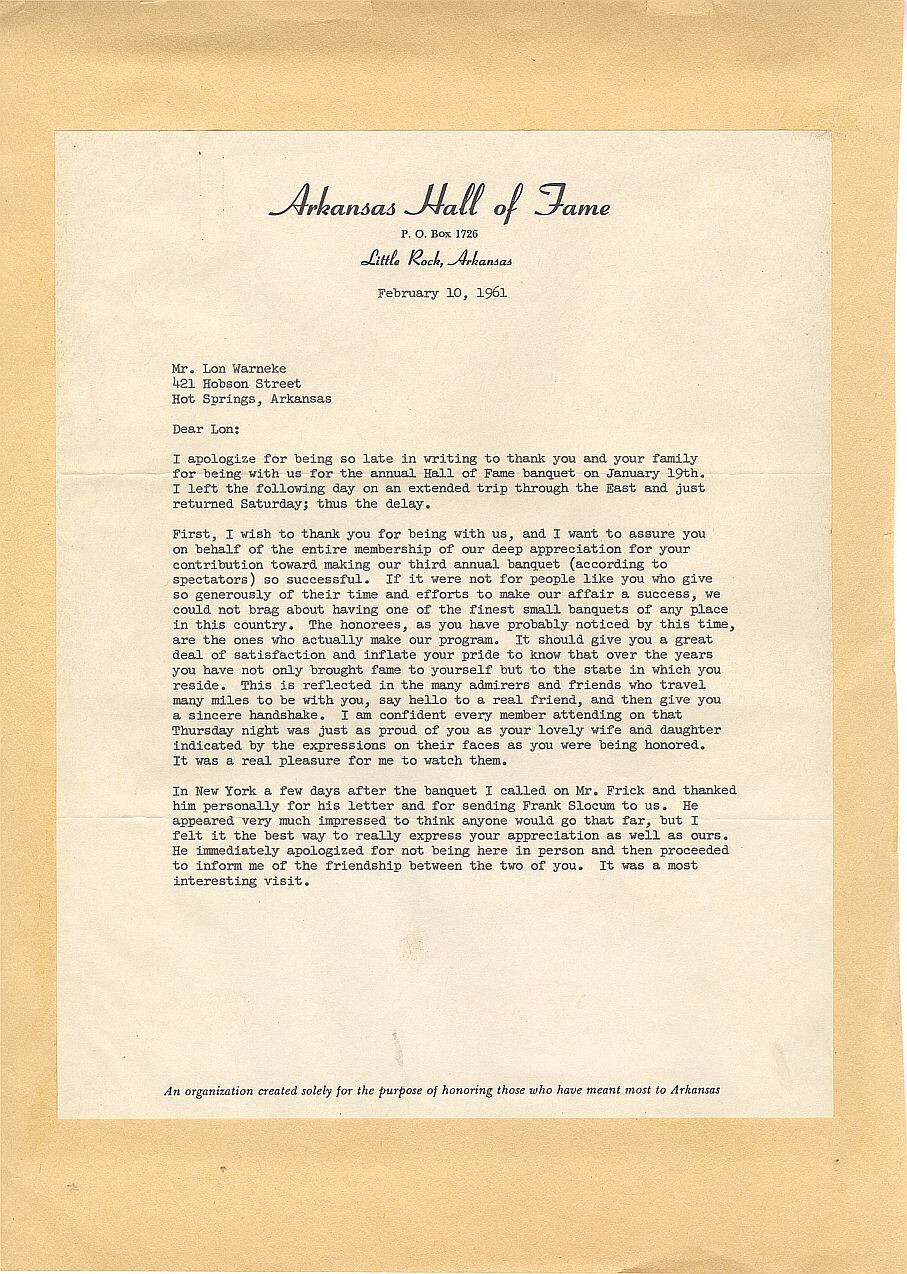 Arkansas Hall of Fame
P. O. Box 1726
Little Rock, Arkansas
February 10, 1961
Mr. Lon Warneke
421 Hobson Street
Hot Springs, Arkansas
Dear Lon:
I apologize for being so late in writing to thank you and your family
for being with us for the annual Hall of Fame banquet on January 19th.
I left the following day on an extended trip through the East and just
returned Saturday; thus the delay.
First, I wish to thank you for being with us, and I want to assure you
on behalf of the entire membership of our deep appreciation for your
contribution toward making our third annual banquet (according to
spectators) so successful.  If it were not for people like you who give
so generously of their time and efforts to make our affair a success, we
could not brag about having one of the finest small banquets of any place
in this country.  The honorees, as you have probably noticed by this time,
are the ones who actually make our program.  It should give you a great
deal of satisfaction and inflate your pride to know that over the years
you have not only brought fame to yourself but to the state in which you
reside.  This is reflected in the many admirers and friends who travel
many miles to be with you, say hello to a real friend, and then give you
a sincere handshake.  I am confident every member attending on that
Thursday night was just as proud of you as your lovely wife and daughter
indicated by the expressions on their faces as you were being honored.
It was a real pleasure for me to watch them.
In New York a few days after the banquet I called on Mr. Frick and thanked
him personally for his letter and for sending Frank Slocum to us.  He
appeared very much impressed to think anyone would go that far, but I
felt it the best way to really express your appreciation as well as ours.
He immediately apologized for not being here in person and then proceeded
to inform me of the friendship between the two of you.  It was a most
interesting visit.
An organization created solely for the purpose of honoring those who have meant most to Arkansas